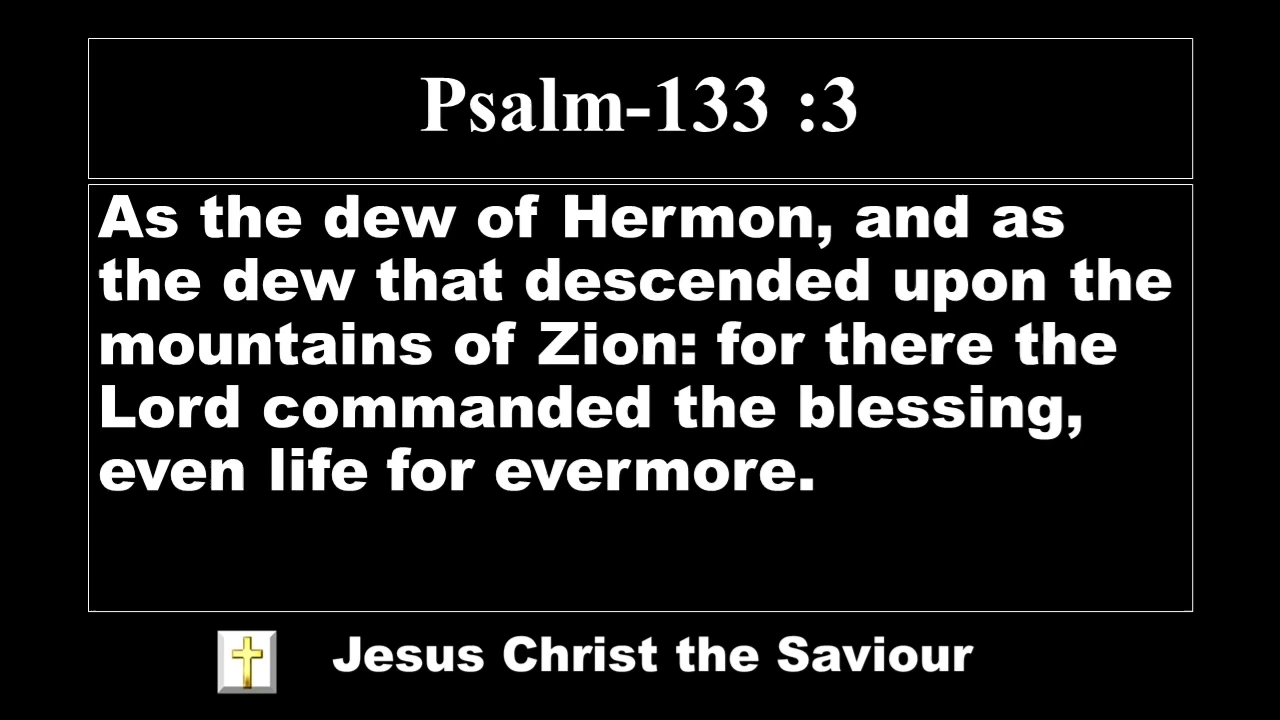 Psalm-133 :3
As the dew of Hermon, and as
the dew that descended upon the
mountains of Zion: for there the
Lord commanded the blessing,
even life for evermore.
Jesus Christ the Saviour